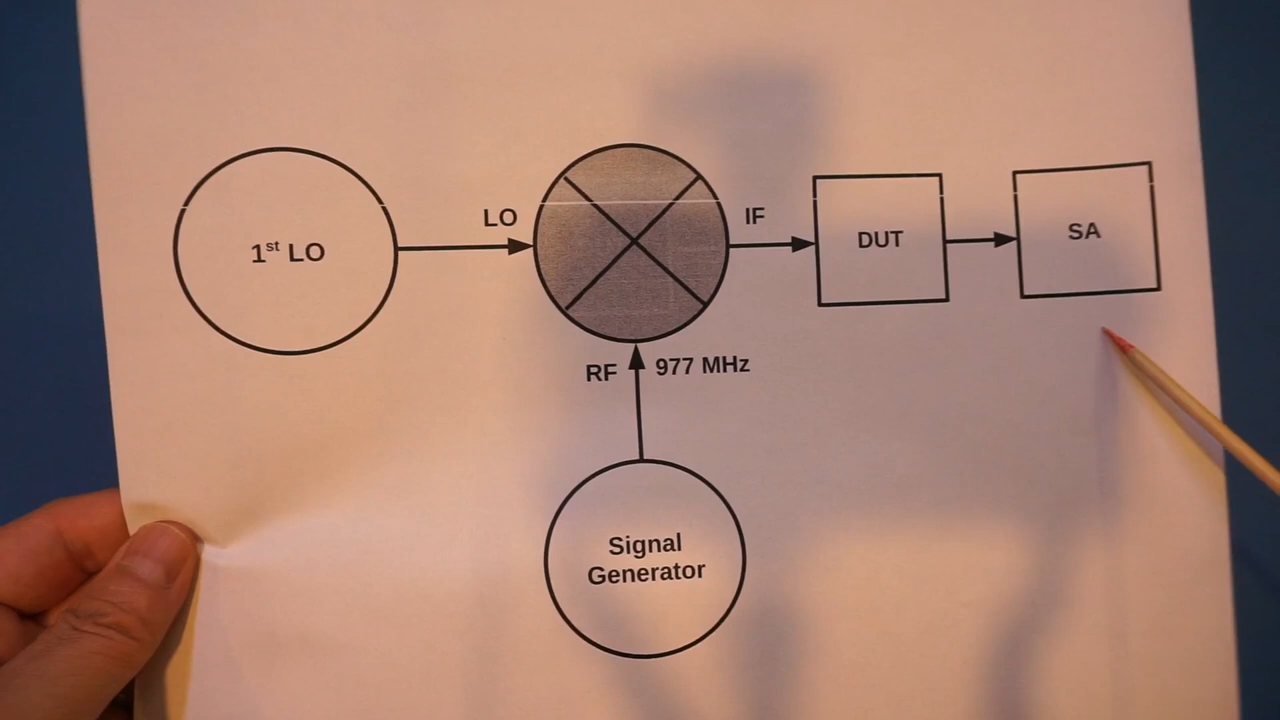 1st LO
LO
IF
DUT
SA
RF
977 MHz
Signal
Generator